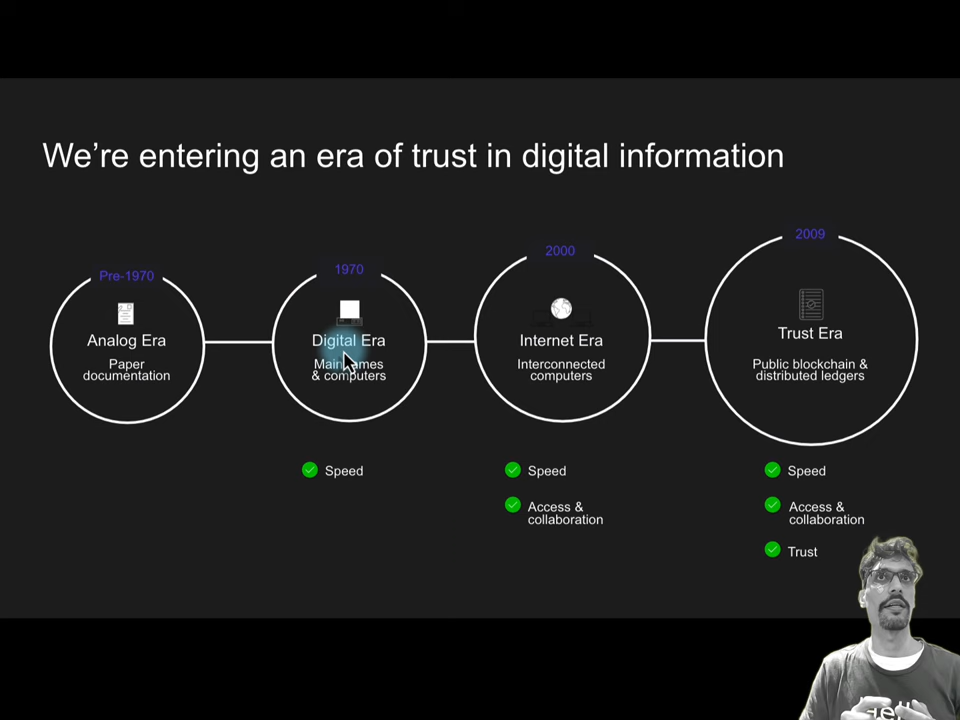 We're entering an era of trust in digital information
Pre-1970
Analog Era
Paper
documentation
1970
Digital Era
Mainframes
& computers
Speed
2000
Internet Era
Interconnected
computers
Speed
Access &
collaboration
2009
Trust Era
Public blockchain &
distributed ledgers
Speed
Access &
collaboration
Trust